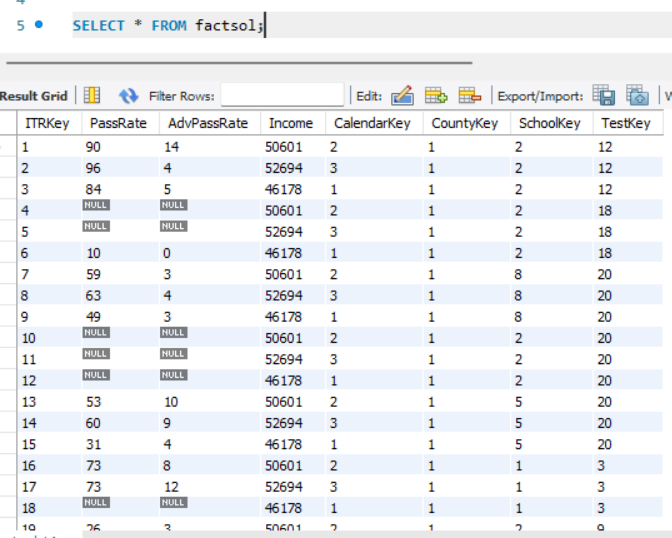 5 SELECT * FROM factsol;
Result Grid Filter Rows: Edit: Export/Import: W
ITRKey PassRate AdvPassRate Income CalendarKey CountyKey SchoolKey TestKey
1 90 14 50601 2 1 2 12
2 96 4 52694 3 1 2 12
3 84 5 46178 1 1 2 12
4 NULL NULL 50601 2 1 2 18
5 NULL NULL 52694 3 1 2 18
6 10 0 46178 1 1 2 18
7 59 3 50601 2 1 8 20
8 63 4 52694 3 1 8 20
9 49 3 46178 1 1 8 20
10 NULL NULL 50601 2 1 2 20
11 NULL NULL 52694 3 1 2 20
12 NULL NULL 46178 1 1 2 20
13 53 10 50601 2 1 5 20
14 60 9 52694 3 1 5 20
15 31 4 46178 1 1 5 20
16 73 8 50601 2 1 1 3
17 73 12 52694 3 1 1 3
18 NULL NULL 46178 1 1 1 3
19 26 3 50601 2 1 2 9